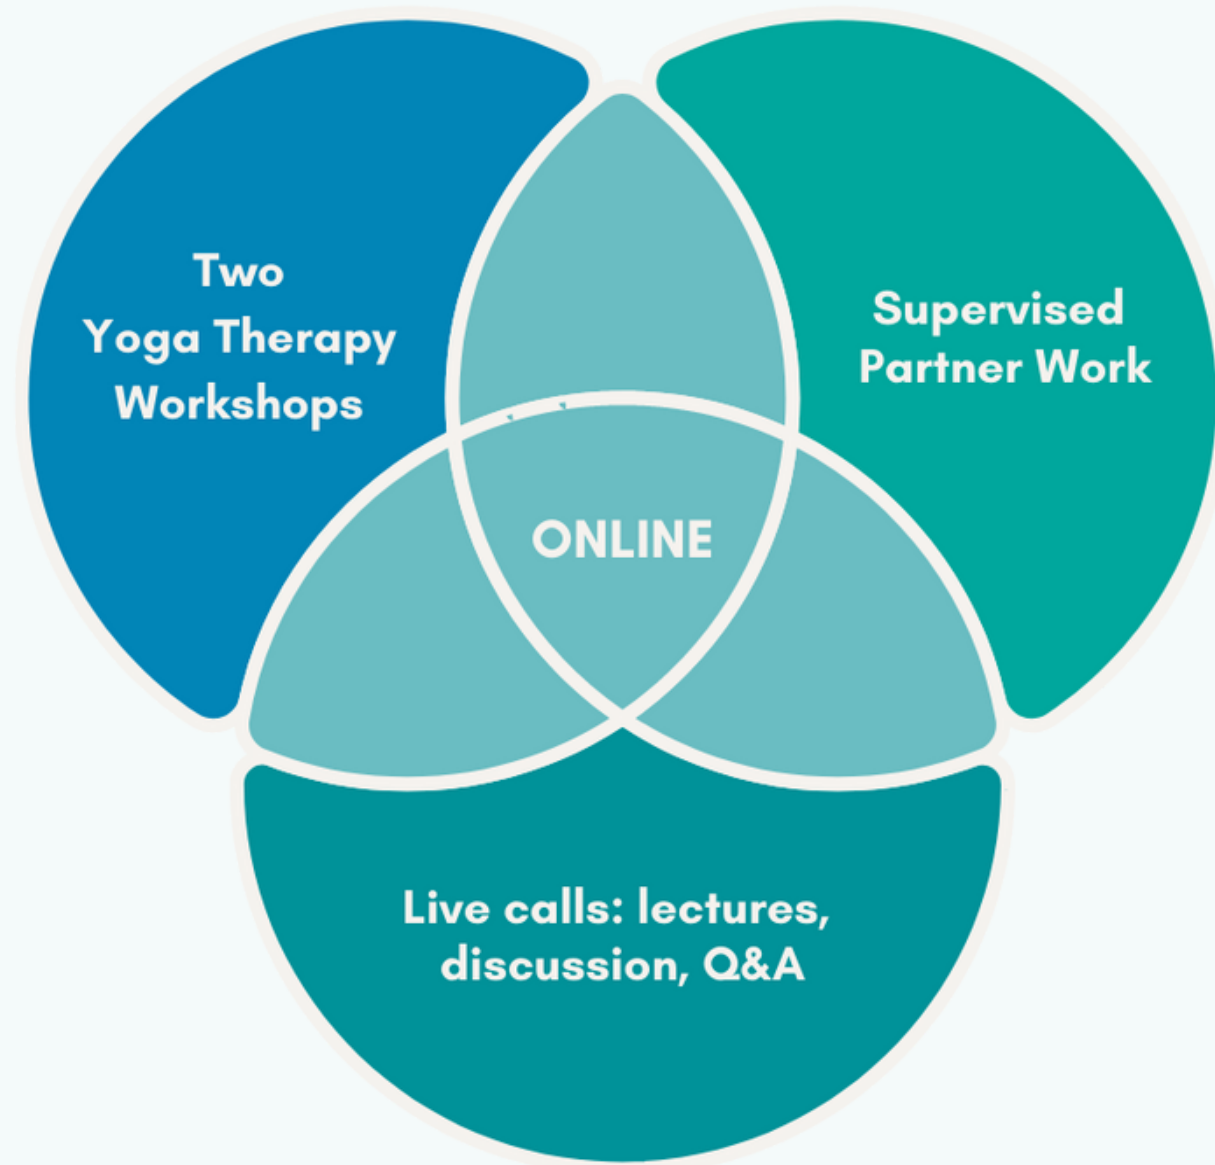 Two
Yoga Therapy
Workshops
Supervised
Partner Work
ONLINE
Live calls: lectures,
discussion, Q&A